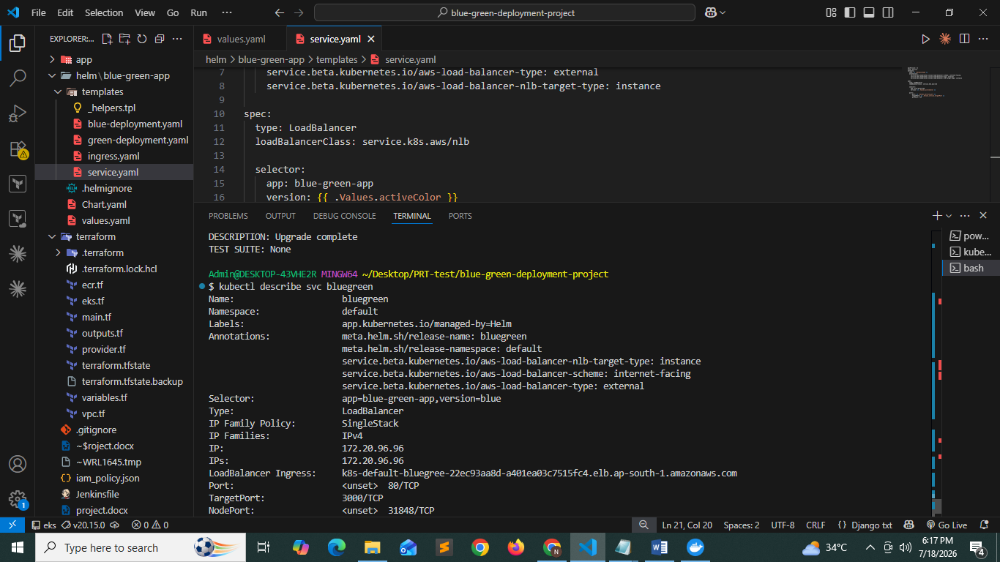 File Edit Selection View Go Run ··· blue-green-deployment-project
EXPLORER:...
app
helm \ blue-green-app
templates
_helpers.tpl
blue-deployment.yaml
green-deployment.yaml
ingress.yaml
service.yaml
.helmignore
Chart.yaml
values.yaml
terraform
.terraform
.terraform.lock.hcl
ecr.tf
eks.tf
main.tf
outputs.tf
provider.tf
terraform.tfstate
terraform.tfstate.backup
variables.tf
vpc.tf
.gitignore
~$roject.docx
~WRL1645.tmp
iam_policy.json
Jenkinsfile
project.docx
values.yaml service.yaml
helm > blue-green-app > templates > service.yaml
7 service.beta.kubernetes.io/aws-load-balancer-type: external
8 service.beta.kubernetes.io/aws-load-balancer-nlb-target-type: instance
9
10 spec:
11 type: LoadBalancer
12 loadBalancerClass: service.k8s.aws/nlb
13
14 selector:
15 app: blue-green-app
16 version: {{ .Values.activeColor }}
PROBLEMS OUTPUT DEBUG CONSOLE TERMINAL PORTS
DESCRIPTION: Upgrade complete
TEST SUITE: None
Admin@DESKTOP-43VHE2R MINGW64 ~/Desktop/PRT-test/blue-green-deployment-project
$ kubectl describe svc bluegreen
Name: bluegreen
Namespace: default
Labels: app.kubernetes.io/managed-by=Helm
Annotations: meta.helm.sh/release-name: bluegreen
meta.helm.sh/release-namespace: default
service.beta.kubernetes.io/aws-load-balancer-nlb-target-type: instance
service.beta.kubernetes.io/aws-load-balancer-scheme: internet-facing
service.beta.kubernetes.io/aws-load-balancer-type: external
Selector: app=blue-green-app,version=blue
Type: LoadBalancer
IP Family Policy: SingleStack
IP Families: IPv4
IP: 172.20.96.96
IPs: 172.20.96.96
LoadBalancer Ingress: k8s-default-bluegree-22ec93aa8d-a401ea03c7515fc4.elb.ap-south-1.amazonaws.com
Port: <unset> 80/TCP
TargetPort: 3000/TCP
NodePort: <unset> 31848/TCP
pow...
kube...
bash
1
eks v20.15.0 0 0 Ln 21, Col 20 Spaces: 2 UTF-8 CRLF {} Django txt Go Live
Type here to search
34°C
6:17 PM
7/18/2026
4